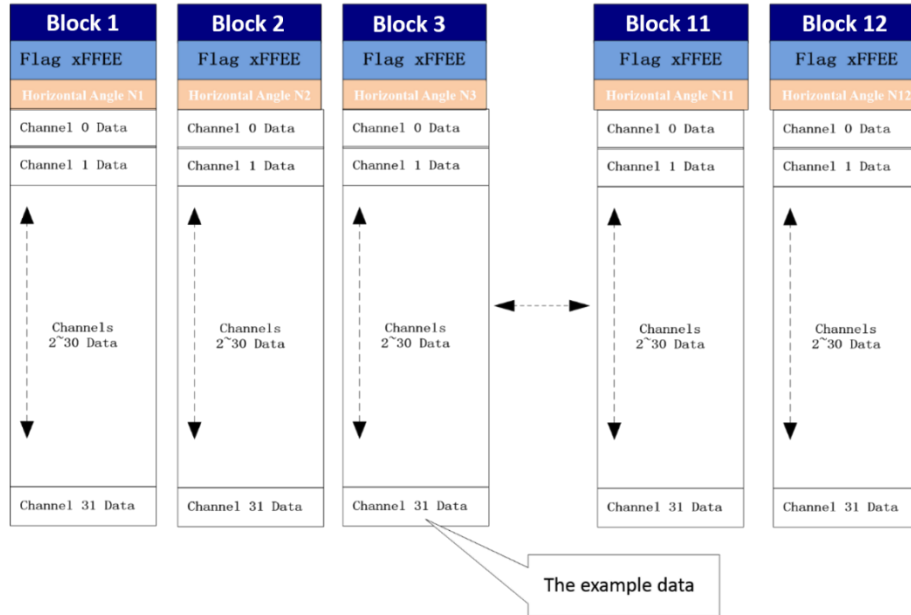 Block 1
Flag xFFEE
Horizontal Angle N1
Channel 0 Data
Channel 1 Data
Channels
2~30 Data
Channel 31 Data
Block 2
Flag xFFEE
Horizontal Angle N2
Channel 0 Data
Channel 1 Data
Channels
2~30 Data
Channel 31 Data
Block 3
Flag xFFEE
Horizontal Angle N3
Channel 0 Data
Channel 1 Data
Channels
2~30 Data
Channel 31 Data
The example data
Block 11
Flag xFFEE
Horizontal Angle N11
Channel 0 Data
Channel 1 Data
Channels
2~30 Data
Channel 31 Data
Block 12
Flag xFFEE
Horizontal Angle N12
Channel 0 Data
Channel 1 Data
Channels
2~30 Data
Channel 31 Data